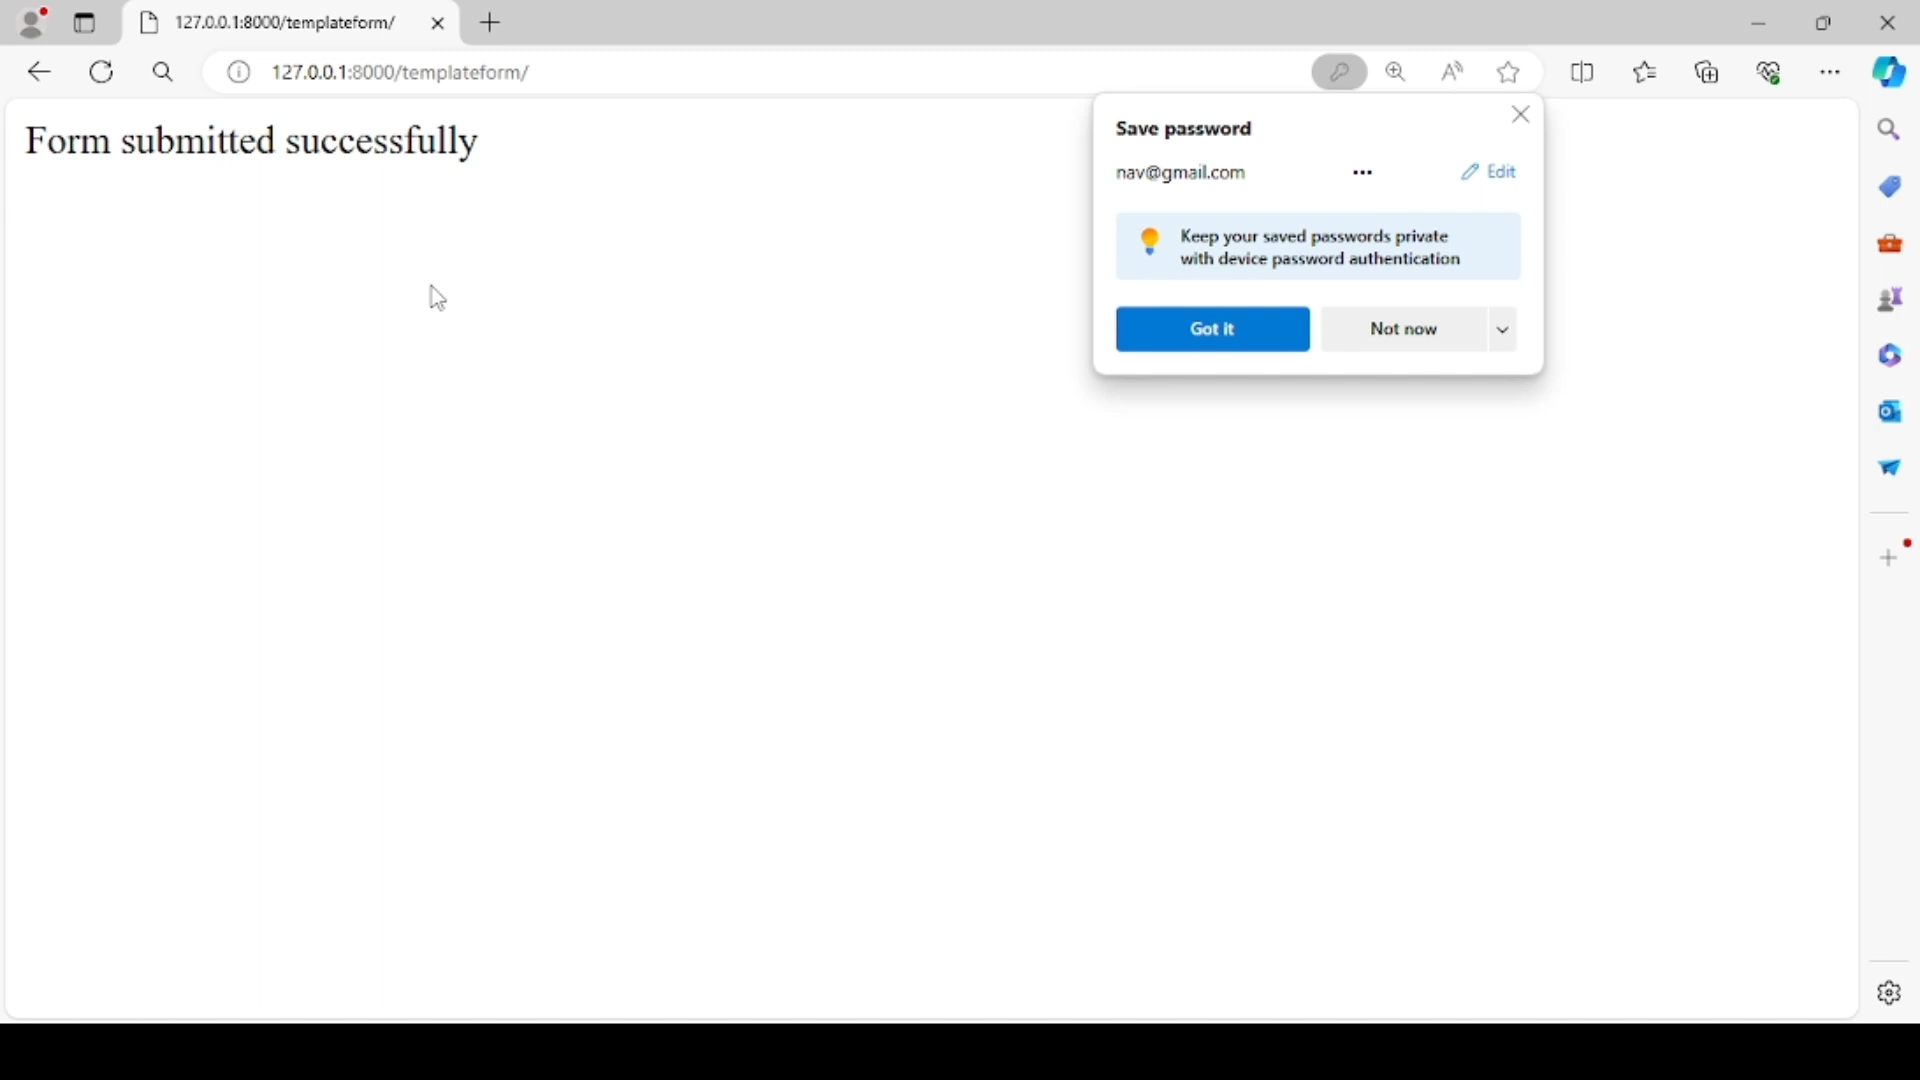 127.0.0.1:8000/templateform/
127.0.0.1:8000/templateform/
Form submitted successfully
Save password
nav@gmail.com ••• Edit
Keep your saved passwords private
with device password authentication
Got it Not now